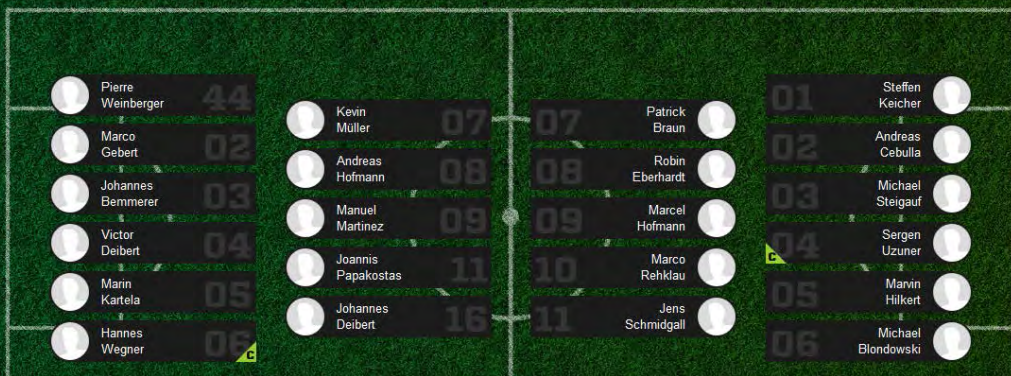 Pierre
Weinberger
44
Marco
Gebert
02
Johannes
Bemmerer
03
Victor
Deibert
04
Marin
Kartela
05
Hannes
Wegner
06
C
Kevin
Müller
07
Andreas
Hofmann
08
Manuel
Martinez
09
Joannis
Papakostas
11
Johannes
Deibert
16
07
Patrick
Braun
08
Robin
Eberhardt
09
Marcel
Hofmann
10
Marco
Rehklau
11
Jens
Schmidgall
01
Steffen
Keicher
02
Andreas
Cebulla
03
Michael
Steigauf
04
C
Sergen
Uzuner
05
Marvin
Hilkert
06
Michael
Blondowski